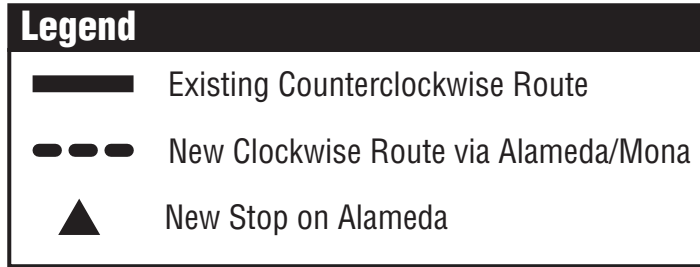 Legend
Existing Counterclockwise Route
New Clockwise Route via Alameda/Mona
New Stop on Alameda